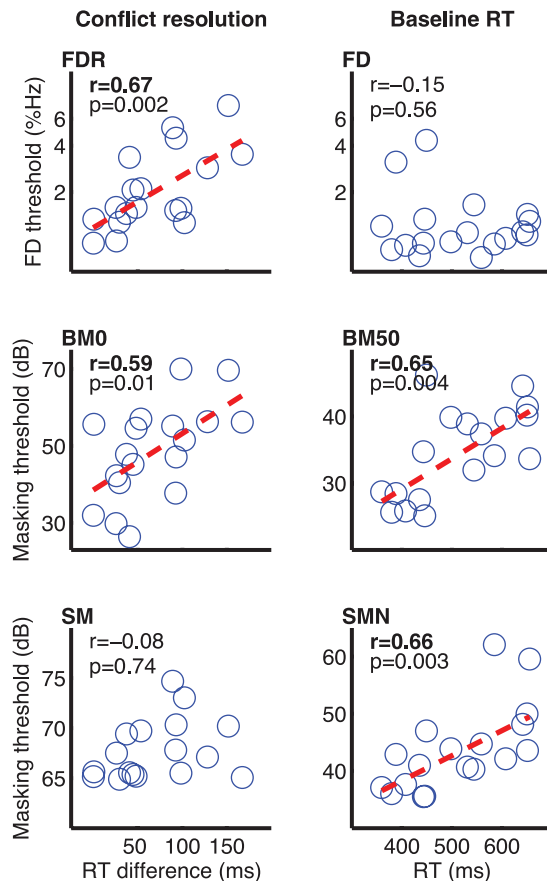 Conflict resolution
Baseline RT
FDR
r=0.67
p=0.002
FD threshold (%Hz)
6
4
2
FD
r=−0.15
p=0.56
6
4
2
BM0
r=0.59
p=0.01
Masking threshold (dB)
70
50
30
BM50
r=0.65
p=0.004
40
30
SM
r=−0.08
p=0.74
Masking threshold (dB)
75
70
65
50 100 150
RT difference (ms)
SMN
r=0.66
p=0.003
60
50
40
400 500 600
RT (ms)